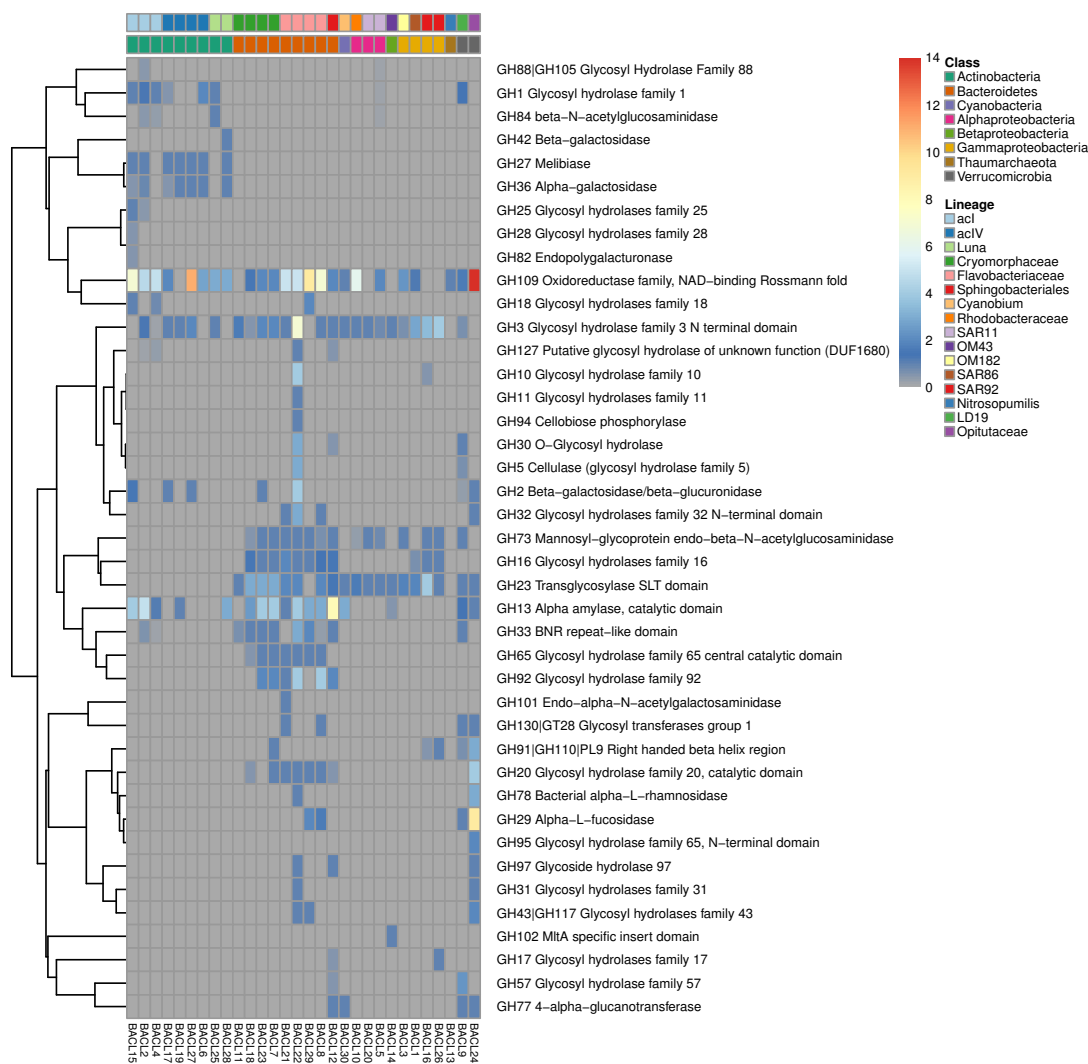 GH88|GH105 Glycosyl Hydrolase Family 88
GH1 Glycosyl hydrolase family 1
GH84 beta−N−acetylglucosaminidase
GH42 Beta−galactosidase
GH27 Melibiase
GH36 Alpha−galactosidase
GH25 Glycosyl hydrolases family 25
GH28 Glycosyl hydrolases family 28
GH82 Endopolygalacturonase
GH109 Oxidoreductase family, NAD−binding Rossmann fold
GH18 Glycosyl hydrolases family 18
GH3 Glycosyl hydrolase family 3 N terminal domain
GH127 Putative glycosyl hydrolase of unknown function (DUF1680)
GH10 Glycosyl hydrolase family 10
GH11 Glycosyl hydrolases family 11
GH94 Cellobiose phosphorylase
GH30 O−Glycosyl hydrolase
GH5 Cellulase (glycosyl hydrolase family 5)
GH2 Beta−galactosidase/beta−glucuronidase
GH32 Glycosyl hydrolases family 32 N−terminal domain
GH73 Mannosyl−glycoprotein endo−beta−N−acetylglucosaminidase
GH16 Glycosyl hydrolases family 16
GH23 Transglycosylase SLT domain
GH13 Alpha amylase, catalytic domain
GH33 BNR repeat−like domain
GH65 Glycosyl hydrolase family 65 central catalytic domain
GH92 Glycosyl hydrolase family 92
GH101 Endo−alpha−N−acetylgalactosaminidase
GH130|GT28 Glycosyl transferases group 1
GH91|GH110|PL9 Right handed beta helix region
GH20 Glycosyl hydrolase family 20, catalytic domain
GH78 Bacterial alpha−L−rhamnosidase
GH29 Alpha−L−fucosidase
GH95 Glycosyl hydrolase family 65, N−terminal domain
GH97 Glycoside hydrolase 97
GH31 Glycosyl hydrolases family 31
GH43|GH117 Glycosyl hydrolases family 43
GH102 MltA specific insert domain
GH17 Glycosyl hydrolases family 17
GH57 Glycosyl hydrolase family 57
GH77 4−alpha−glucanotransferase
BACL15
BACL2
BACL4
BACL17
BACL19
BACL27
BACL6
BACL25
BACL28
BACL11
BACL18
BACL23
BACL7
BACL21
BACL22
BACL29
BACL8
BACL12
BACL30
BACL10
BACL20
BACL5
BACL14
BACL3
BACL1
BACL16
BACL26
BACL13
BACL9
BACL24
14
12
10
8
6
4
2
0
Class
Actinobacteria
Bacteroidetes
Cyanobacteria
Alphaproteobacteria
Betaproteobacteria
Gammaproteobacteria
Thaumarchaeota
Verrucomicrobia
Lineage
acI
acIV
Luna
Cryomorphaceae
Flavobacteriaceae
Sphingobacteriales
Cyanobium
Rhodobacteraceae
SAR11
OM43
OM182
SAR86
SAR92
Nitrosopumilis
LD19
Opitutaceae